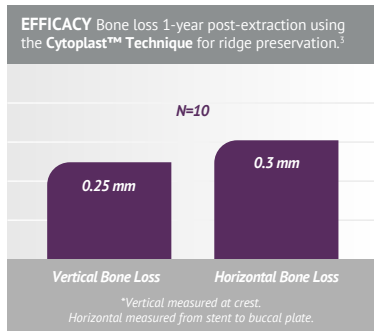 EFFICACY Bone loss 1-year post-extraction using
the Cytoplast™ Technique for ridge preservation.³
N=10
0.25 mm
0.3 mm
Vertical Bone Loss
Horizontal Bone Loss
*Vertical measured at crest.
Horizontal measured from stent to buccal plate.